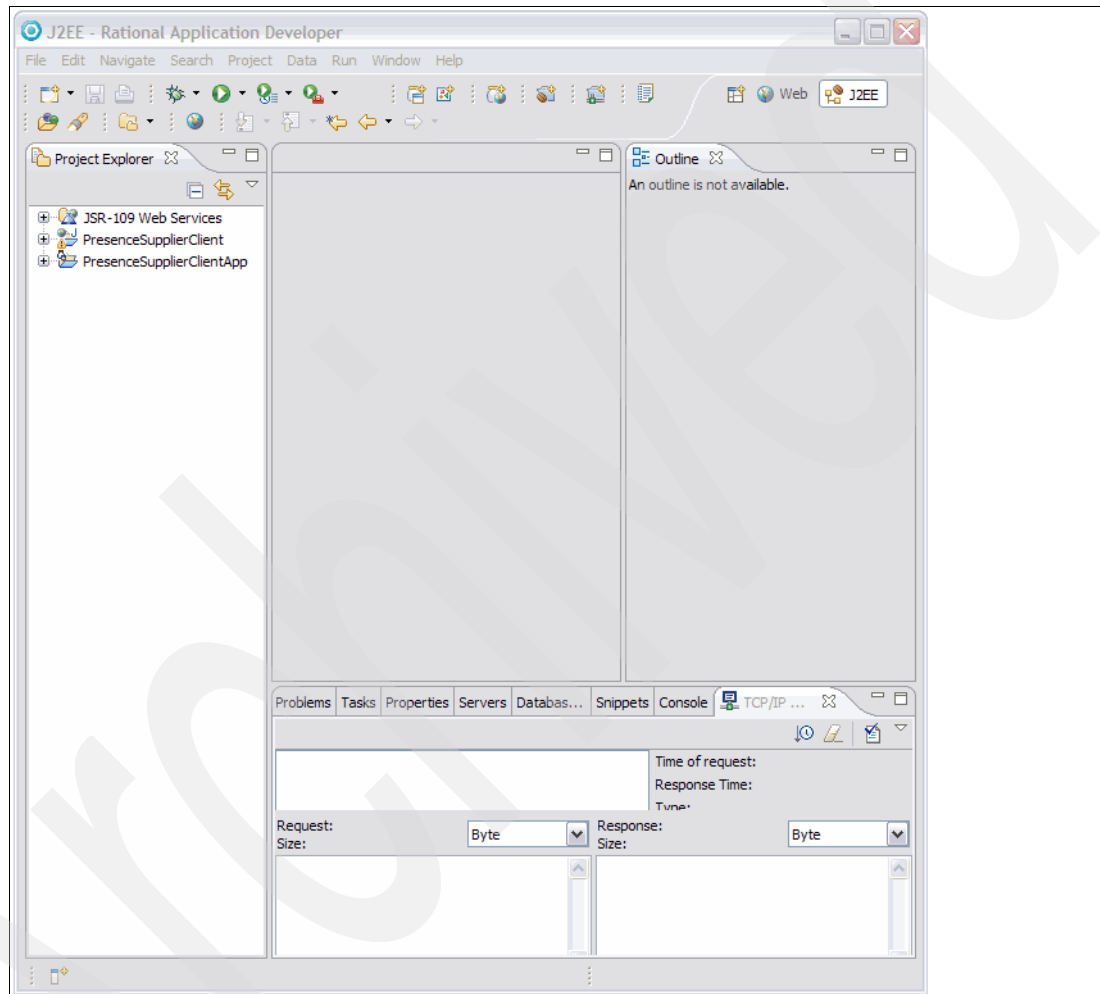 J2EE - Rational Application Developer
File Edit Navigate Search Project Data Run Window Help
Web J2EE
Project Explorer
Outline
An outline is not available.
JSR-109 Web Services
PresenceSupplierClient
PresenceSupplierClientApp
Problems Tasks Properties Servers Databas... Snippets Console TCP/IP ...
Time of request:
Response Time:
Type:
Request:
Size:
Byte
Response:
Size:
Byte